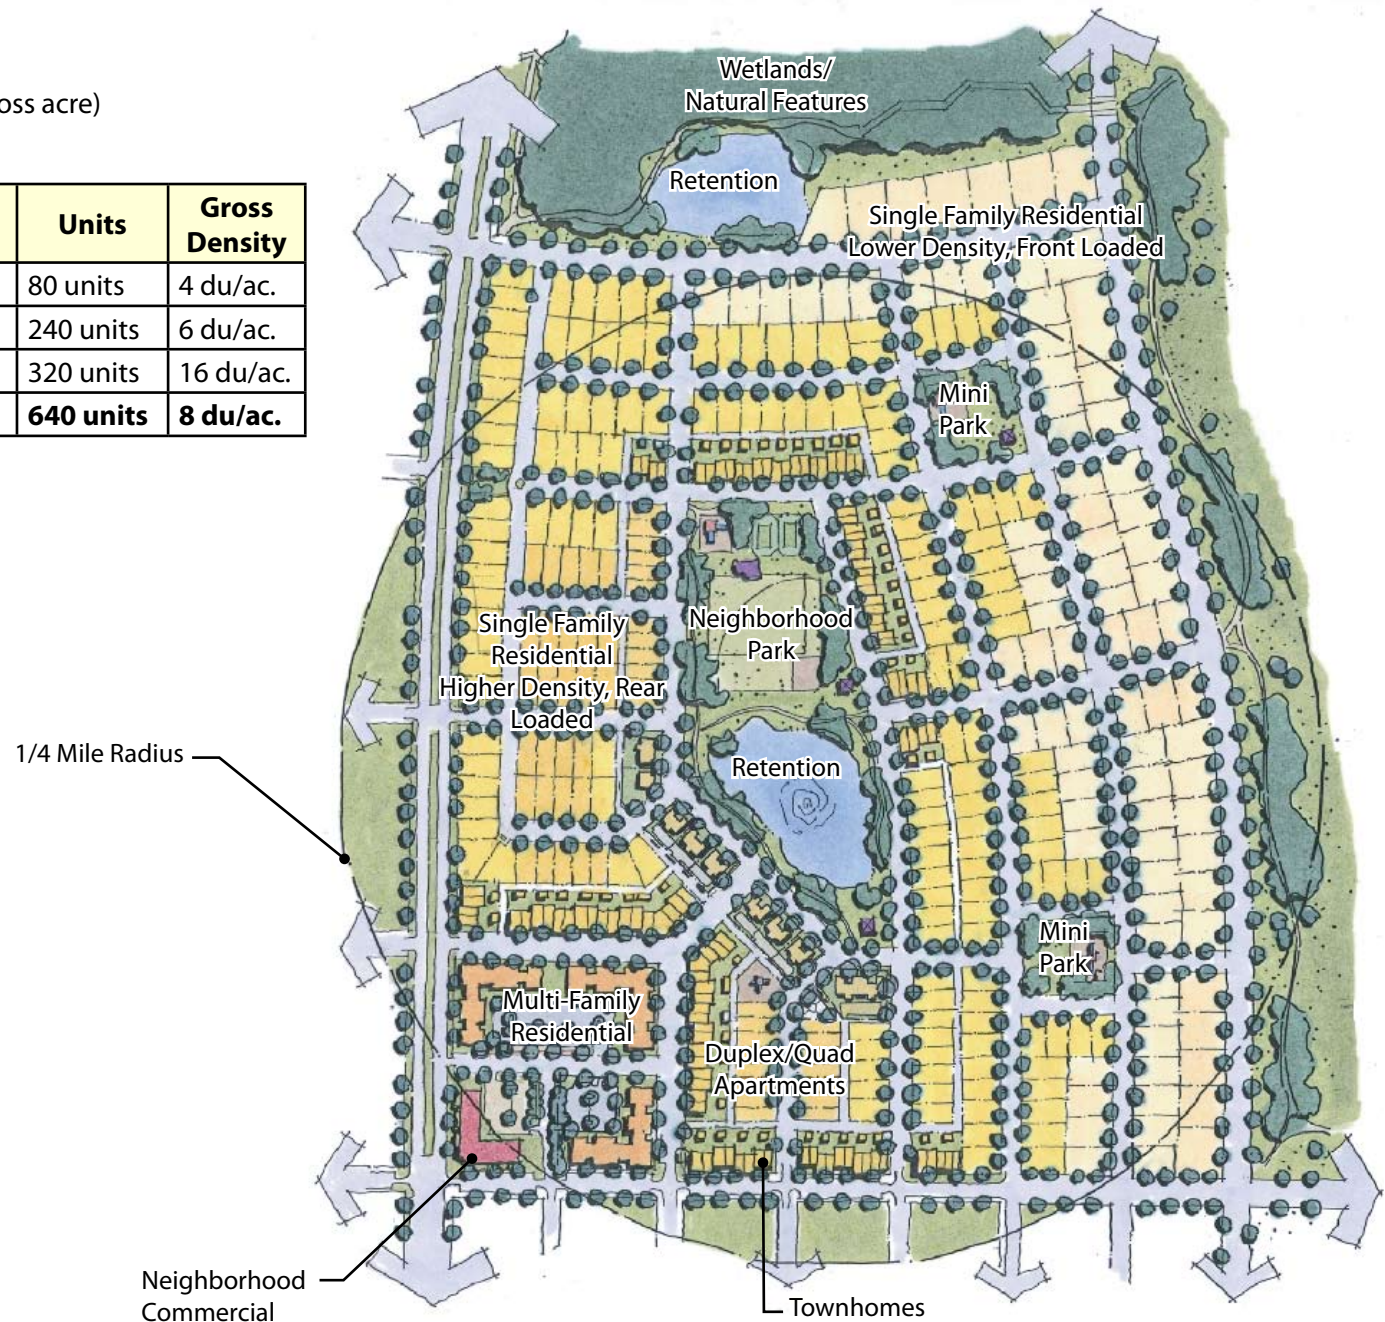 oss acre)
Units Gross Density
80 units 4 du/ac.
240 units 6 du/ac.
320 units 16 du/ac.
640 units 8 du/ac.
Wetlands/
Natural Features
Retention
Single Family Residential
Lower Density, Front Loaded
Mini
Park
Neighborhood
Park
Single Family
Residential
Higher Density, Rear
Loaded
1/4 Mile Radius
Retention
Mini
Park
Multi-Family
Residential
Duplex/Quad
Apartments
Neighborhood
Commercial
Townhomes